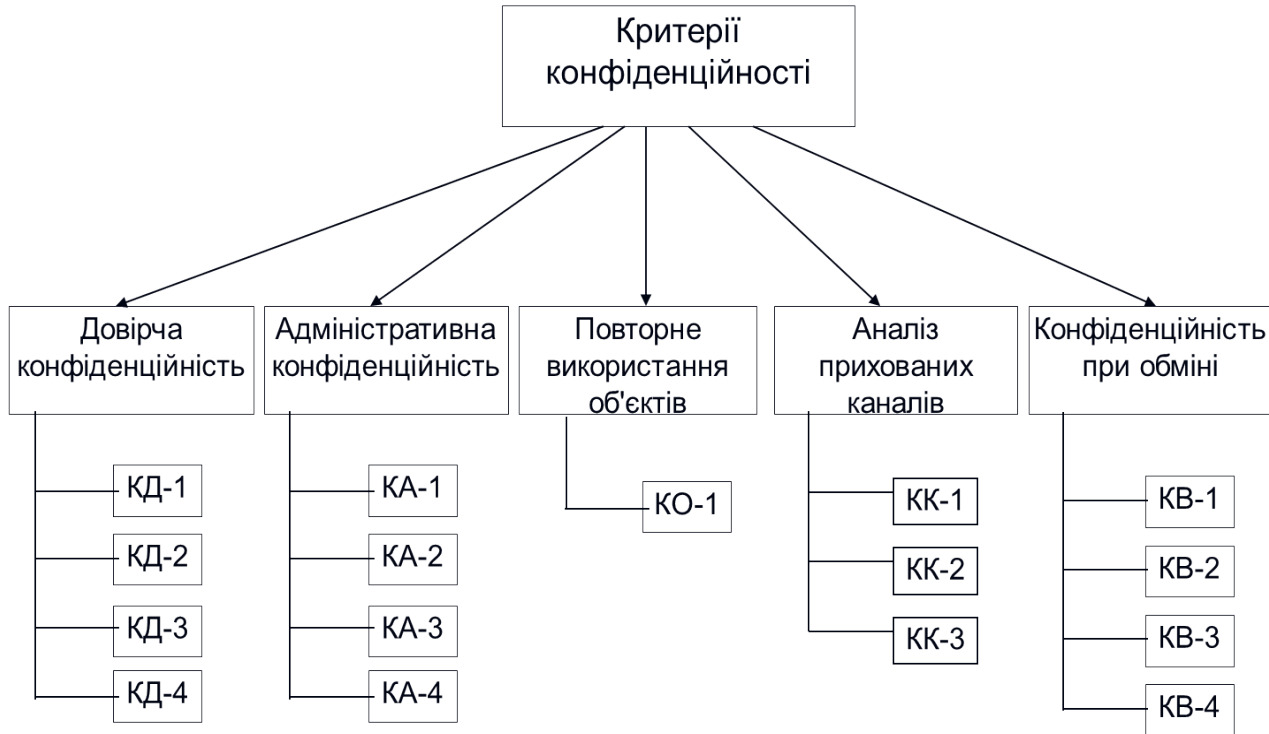 Критерії
конфіденційності
Довірча
конфіденційність
КД-1
КД-2
КД-3
КД-4
Адміністративна
конфіденційність
КА-1
КА-2
КА-3
КА-4
Повторне
використання
об'єктів
КО-1
Аналіз
прихованих
каналів
КК-1
КК-2
КК-3
Конфіденційність
при обміні
КВ-1
КВ-2
КВ-3
КВ-4